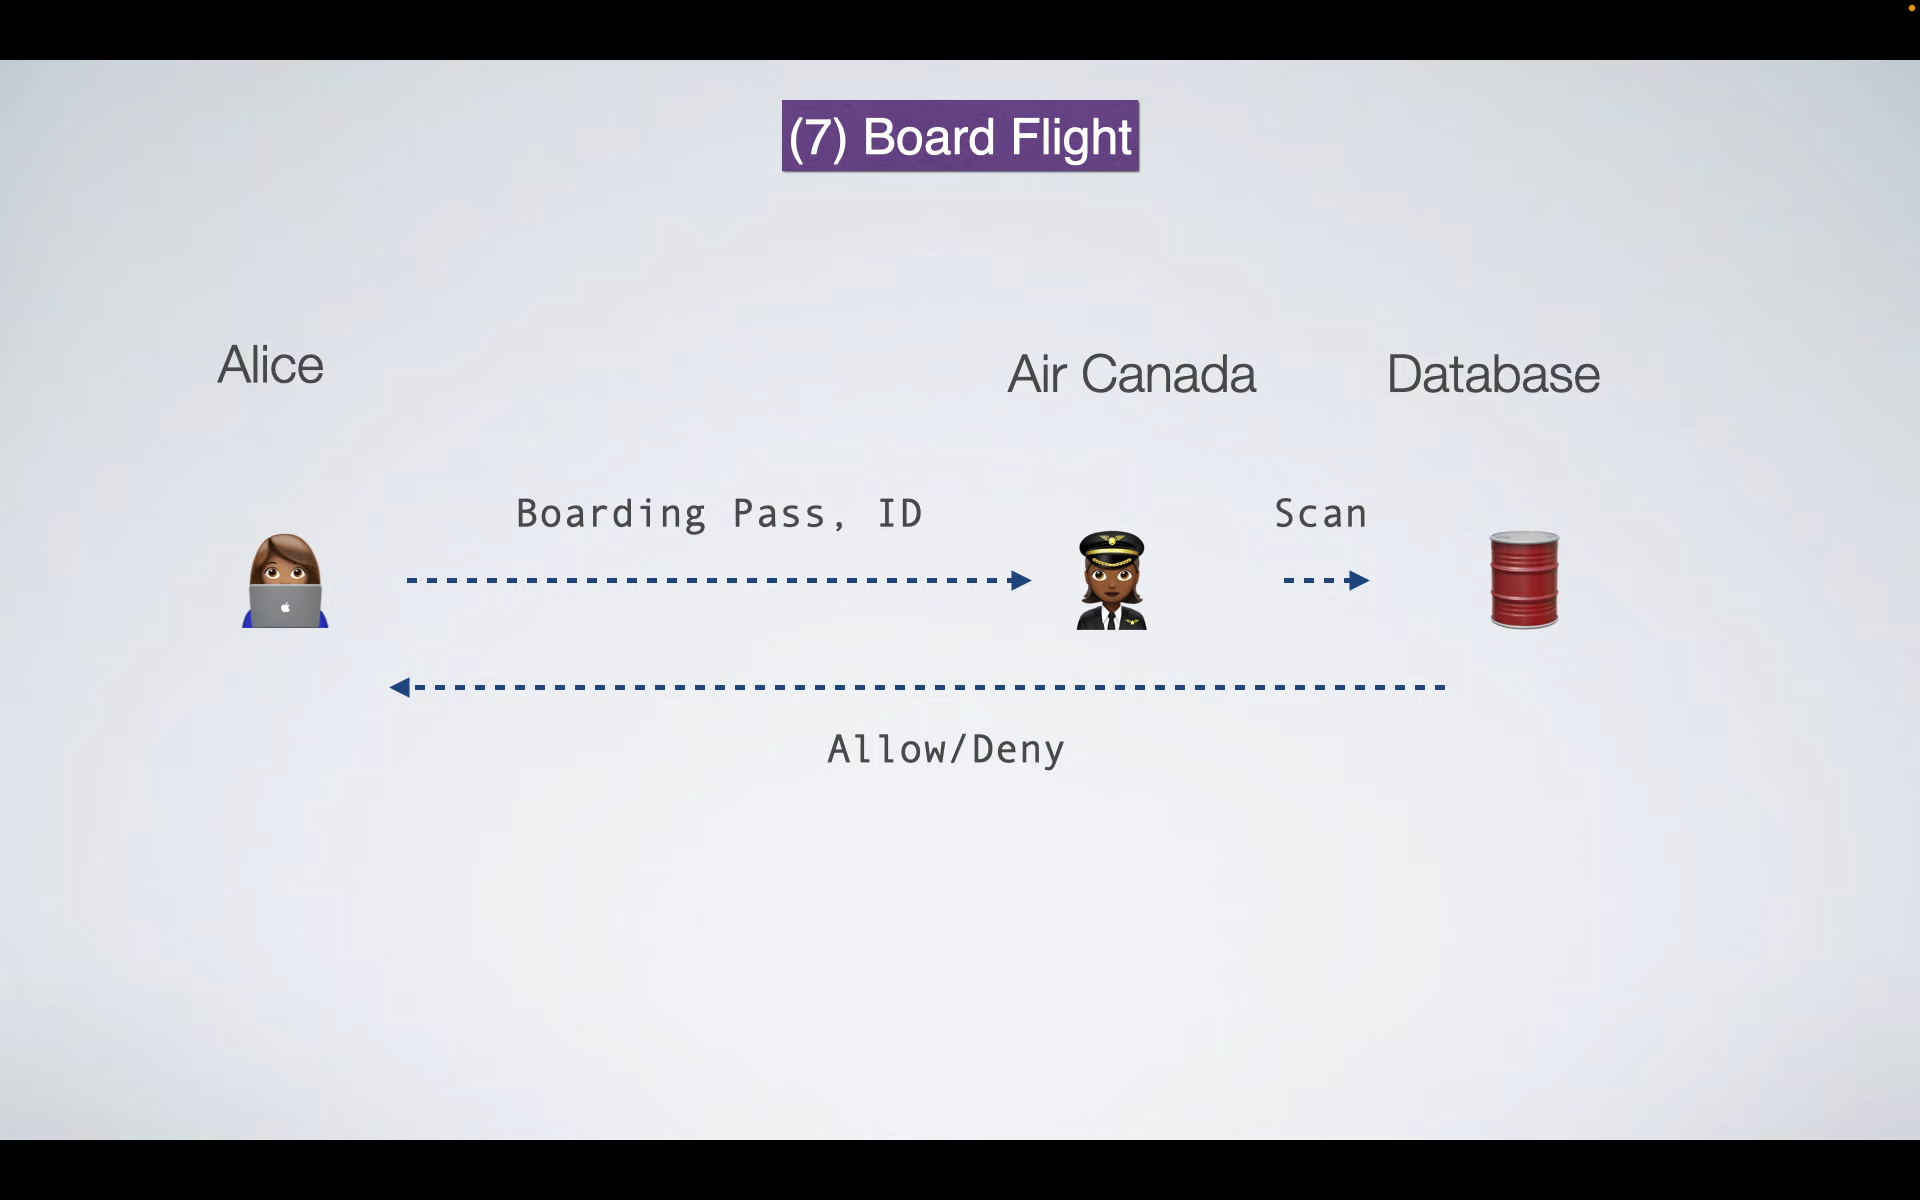 (7) Board Flight
Alice
Air Canada
Database
Boarding Pass, ID
Scan
Allow/Deny